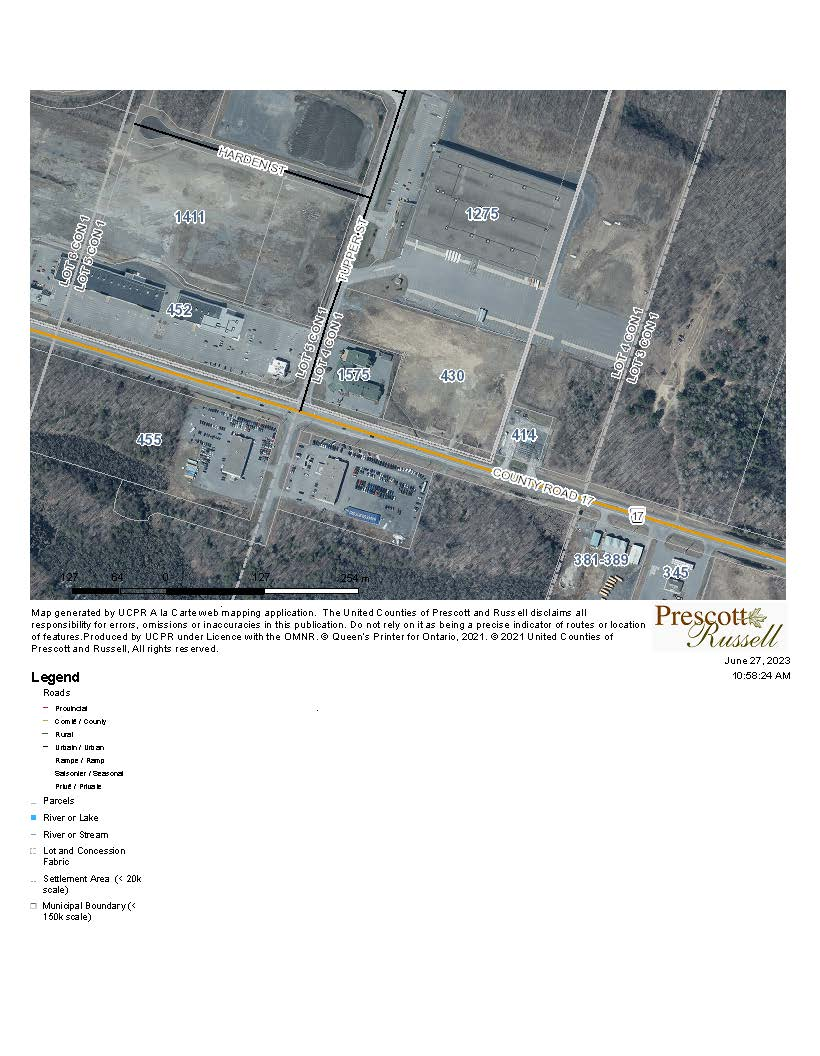 HARDEN ST
1411
1275
TUPPER ST
LOT 6 CON 1
LOT 5 CON 1
452
LOT 5 CON 1
LOT 4 CON 1
LOT 4 CON 1
LOT 3 CON 1
1575
430
414
455
COUNTY ROAD 17
17
381-389
345
127 64 0 127 254 m
Map generated by UCPR A la Carte web mapping application. The United Counties of Prescott and Russell disclaims all
responsibility for errors, omissions or inaccuracies in this publication. Do not rely on it as being a precise indicator of routes or location
of features.Produced by UCPR under Licence with the OMNR. © Queen's Printer for Ontario, 2021. © 2021 United Counties of
Prescott and Russell, All rights reserved.
Prescott
Russell
June 27, 2023
10:58:24 AM
Legend
Roads
Provincial
Comté / County
Rural
Urbain / Urban
Rampe / Ramp
Saisonier / Seasonal
Privé / Private
Parcels
River or Lake
River or Stream
Lot and Concession
Fabric
Settlement Area (< 20k
scale)
Municipal Boundary (<
150k scale)